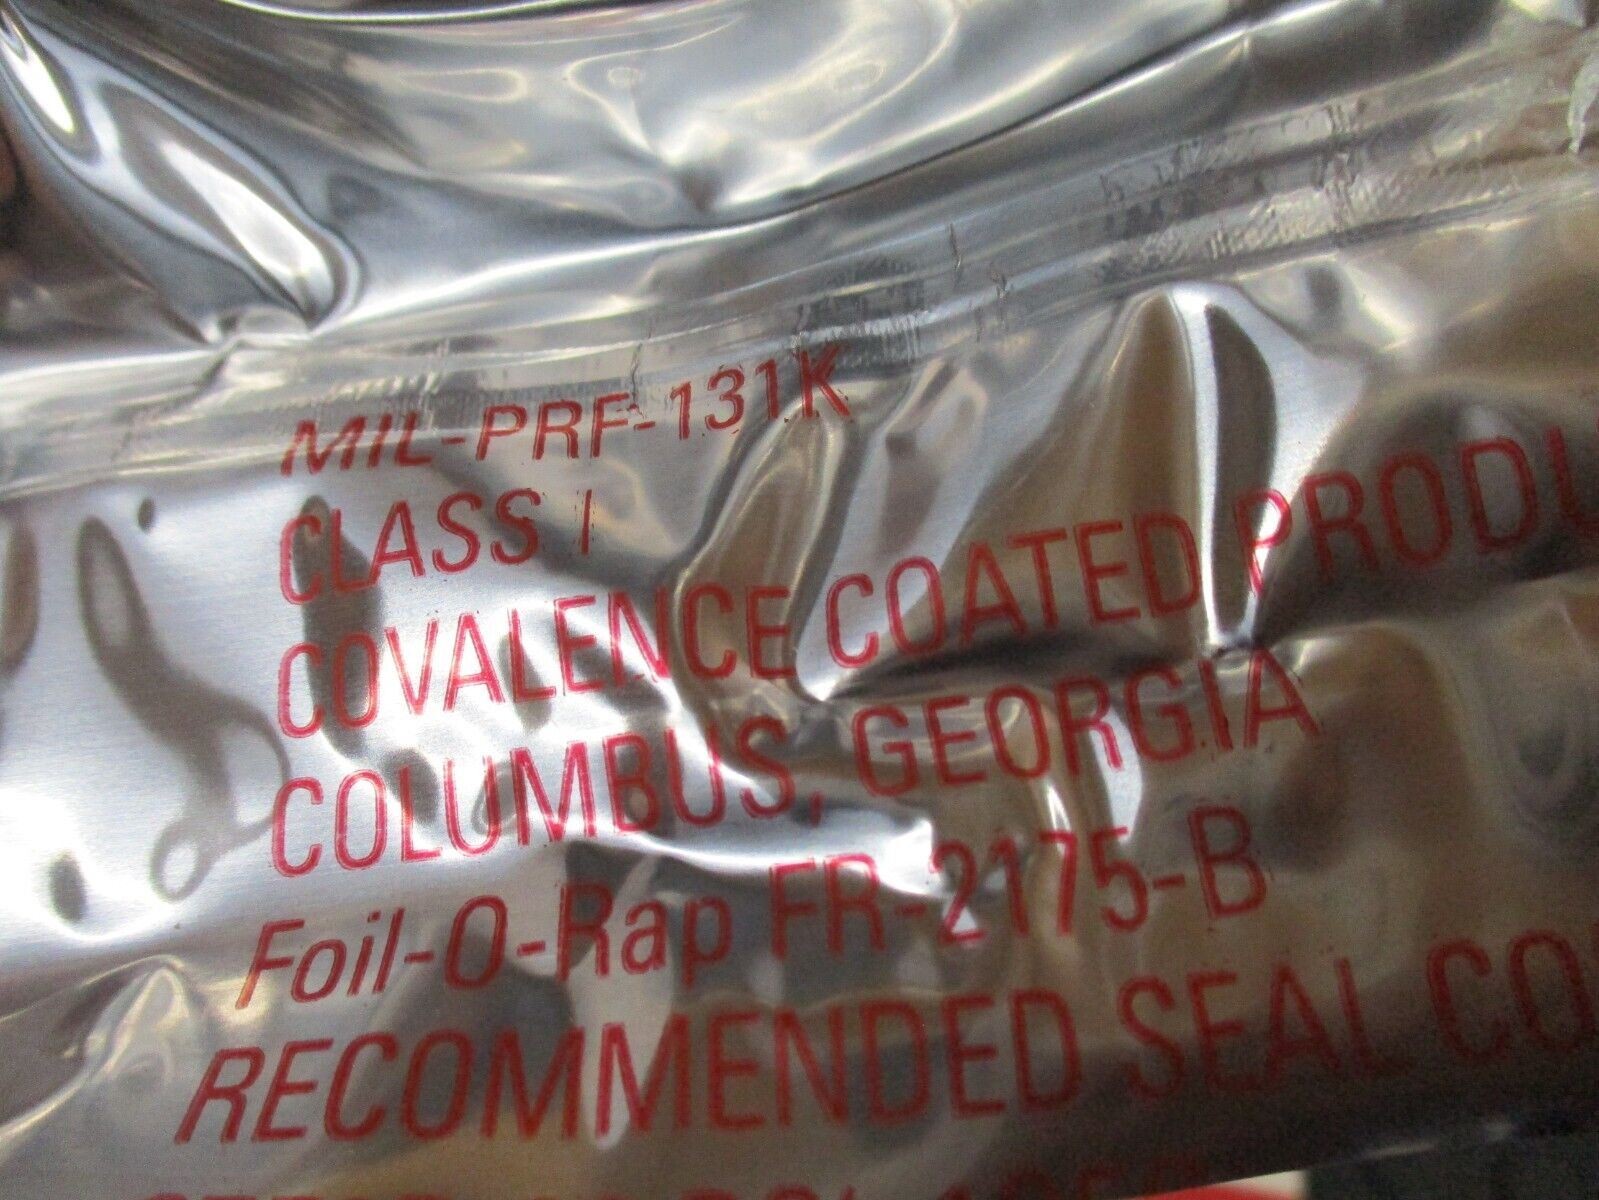 MIL-PRF-131K
CLASS I
COVALENCE COATED PRODU
COLUMBUS, GEORGIA
Foil-O-Rap FR-2175-B
RECOMMENDED SEAL CO